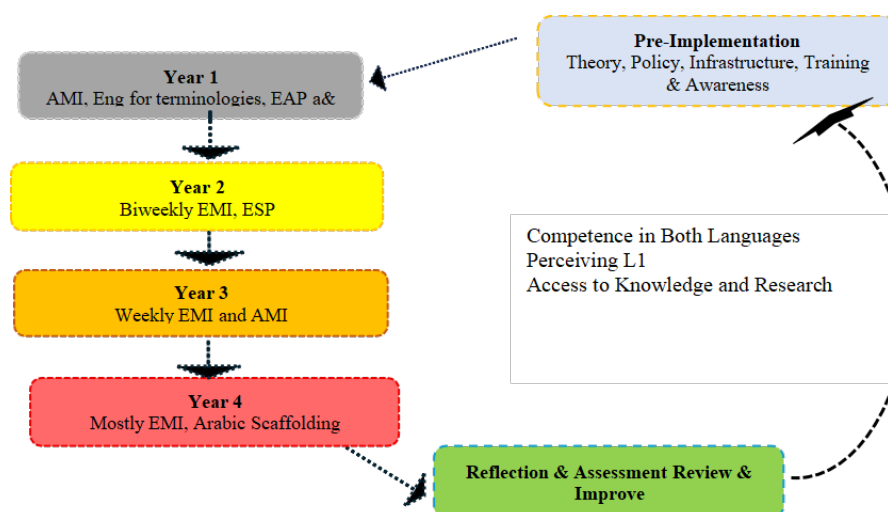 Pre-Implementation
Theory, Policy, Infrastructure, Training
& Awareness
Year 1
AMI, Eng for terminologies, EAP a&
Year 2
Biweekly EMI, ESP
Year 3
Weekly EMI and AMI
Year 4
Mostly EMI, Arabic Scaffolding
Reflection & Assessment Review &
Improve
Competence in Both Languages
Perceiving L1
Access to Knowledge and Research